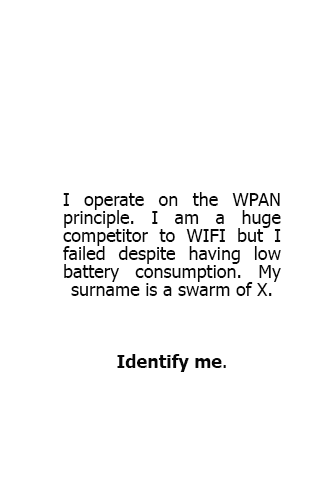 I operate on the WPAN
principle. I am a huge
competitor to WIFI but I
failed despite having low
battery consumption. My
surname is a swarm of X.
Identify me.